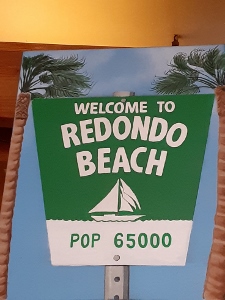 WELCOME TO
REDONDO
BEACH
POP 65000